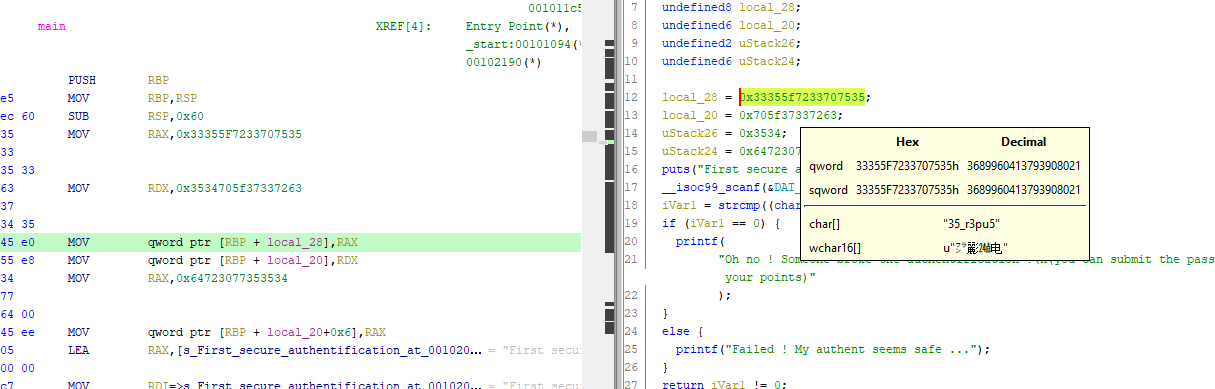 001011c5
main XREF[4]: Entry Point(*),
_start:00101094(*
00102190(*)
PUSH RBP
e5 MOV RBP,RSP
ec 60 SUB RSP,0x60
35 MOV RAX,0x33355F7233707535
33
35 33
63 MOV RDX,0x3534705f37337263
37
34 35
45 e0 MOV qword ptr [RBP + local_28],RAX
55 e8 MOV qword ptr [RBP + local_20],RDX
34 MOV RAX,0x64723077353534
77
64 00
45 ee MOV qword ptr [RBP + local_20+0x6],RAX
05 LEA RAX,[s_First_secure_authentification_at_001020... = "First secu
00 00
c7 MOV RDI=>s_First_secure_authentification_at_001020... = "First secu
7 undefined8 local_28;
8 undefined6 local_20;
9 undefined2 uStack26;
10 undefined6 uStack24;
11
12 local_28 = 0x33355f7233707535;
13 local_20 = 0x705f37337263;
14 uStack26 = 0x3534;
15 uStack24 = 0x6472307
16 puts("First secure a
17 __isoc99_scanf(&DAT_
18 iVar1 = strcmp((char
19 if (iVar1 == 0) {
20 printf(
21 "Oh no ! Someone broke the authentification !\n(you can submit the pass
your points)"
22 );
23 }
24 else {
25 printf("Failed ! My authent seems safe ...");
26 }
27 return iVar1 != 0;
Hex Decimal
qword 33355F7233707535h 3689960413793908021
sqword 33355F7233707535h 3689960413793908021
char[] "35_r3pu5"
wchar16[]